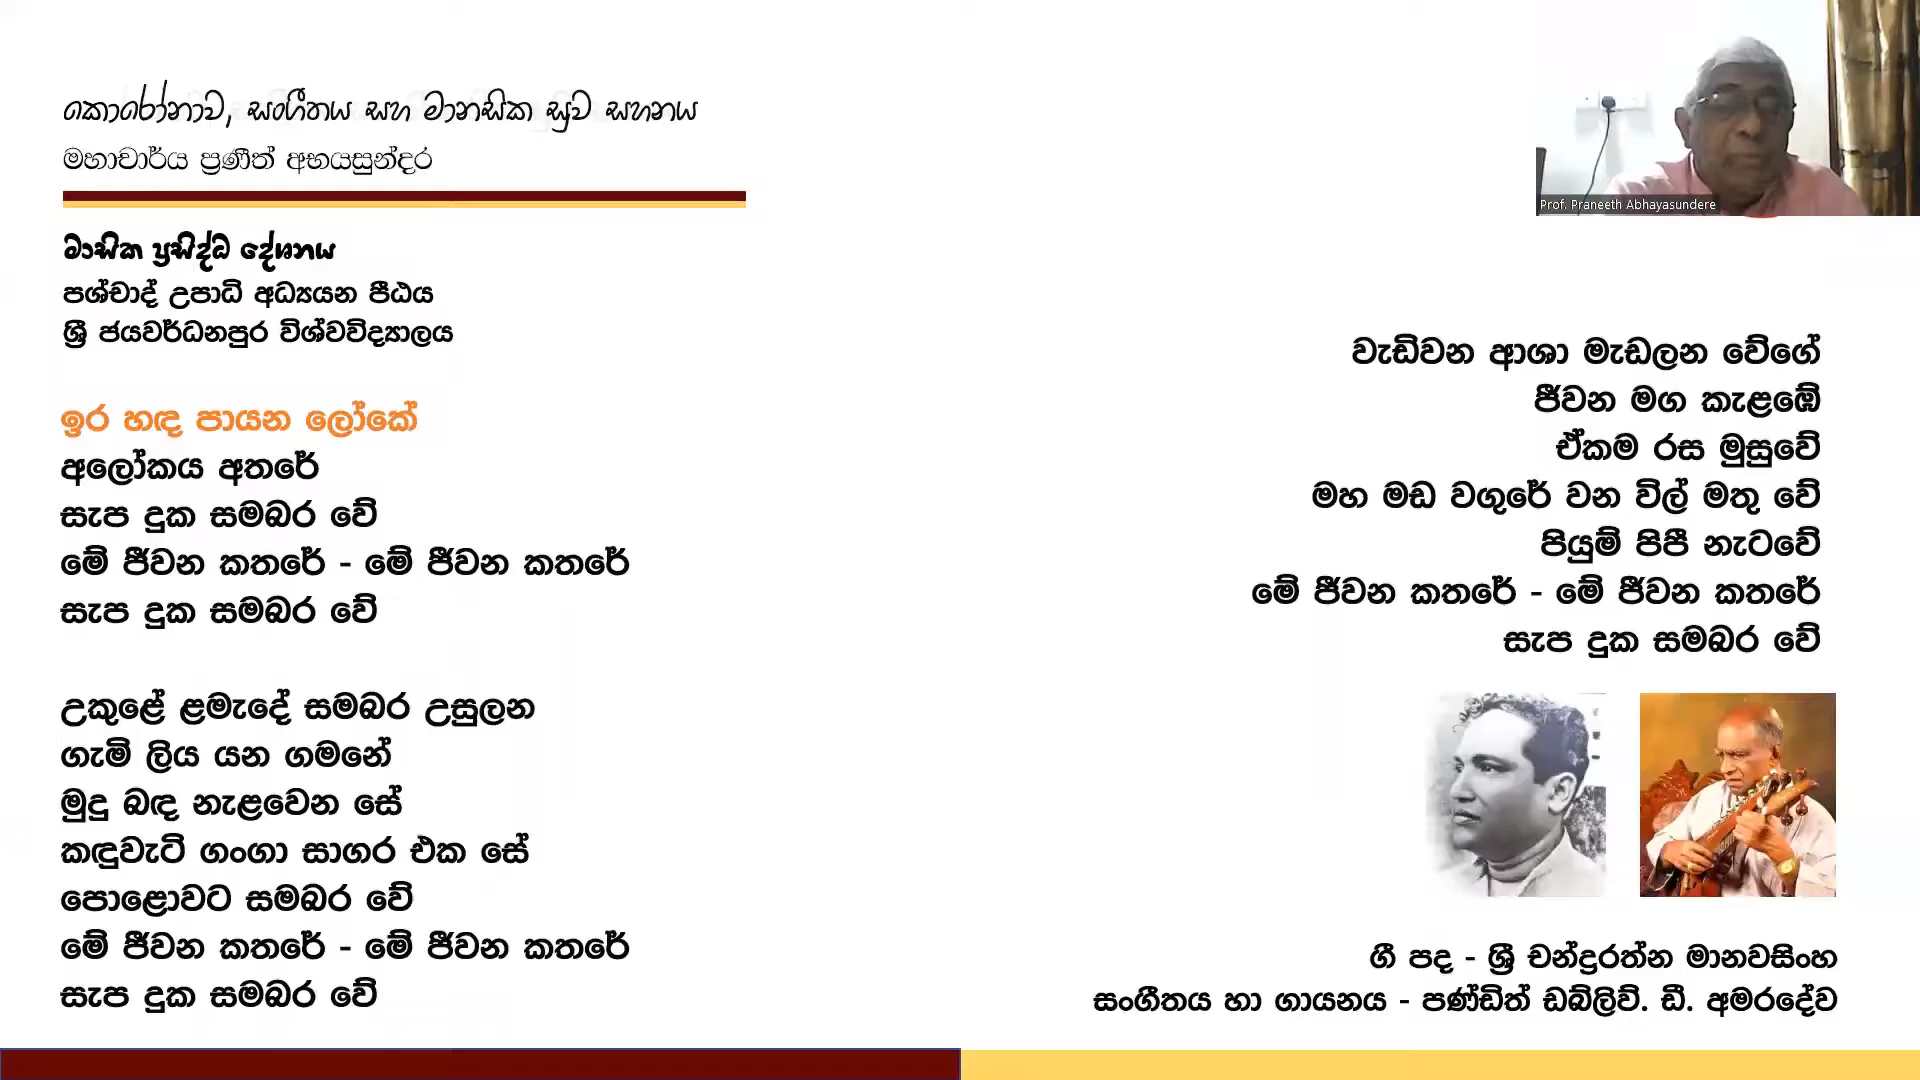 කොරෝනාව, සංගීතය සහ මානසික සුව සහනය
මහාචාර්ය ප්‍රණීත් අභයසුන්දර
මාසික ප්‍රසිද්ධ දේශනය
පශ්චාද් උපාධි අධ්‍යයන පීඨය
ශ්‍රී ජයවර්ධනපුර විශ්වවිද්‍යාලය
ඉර හඳ පායන ලෝකේ
අලෝකය අතරේ
සැප දුක සමබර වේ
මේ ජීවන කතරේ - මේ ජීවන කතරේ
සැප දුක සමබර වේ
උකුළේ ළමැදේ සමබර උසුලන
ගැමි ලිය යන ගමනේ
මුදු බඳ නැළවෙන සේ
කඳුවැටි ගංගා සාගර එක සේ
පොළොවට සමබර වේ
මේ ජීවන කතරේ - මේ ජීවන කතරේ
සැප දුක සමබර වේ
Prof. Praneeth Abhayasundere
වැඩිවන ආශා මැඩලන වේගේ
ජීවන මග කැළඹේ
ඒකම රස මුසුවේ
මහ මඩ වගුරේ වන විල් මතු වේ
පියුම් පිපී නැටවේ
මේ ජීවන කතරේ - මේ ජීවන කතරේ
සැප දුක සමබර වේ
ගී පද - ශ්‍රී චන්ද්‍රරත්න මානවසිංහ
සංගීතය හා ගායනය - පණ්ඩිත් ඩබ්ලිව්. ඩී. අමරදේව